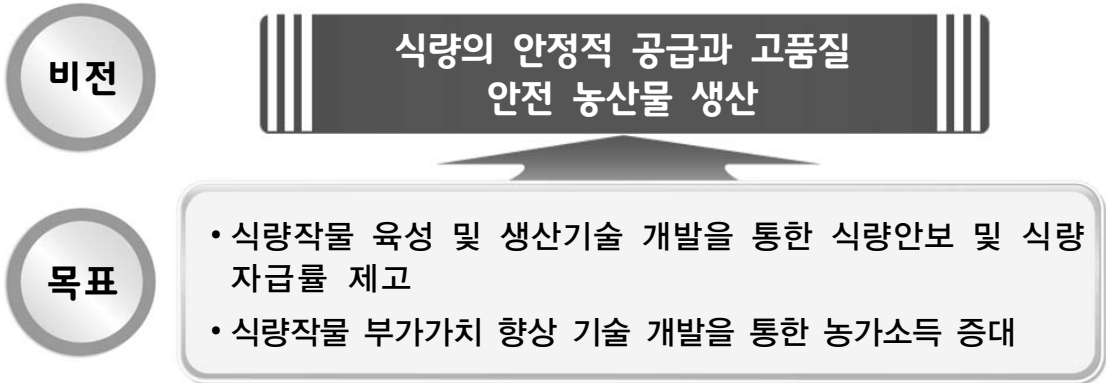 비전
식량의 안정적 공급과 고품질
안전 농산물 생산
목표
• 식량작물 육성 및 생산기술 개발을 통한 식량안보 및 식량
자급률 제고
• 식량작물 부가가치 향상 기술 개발을 통한 농가소득 증대